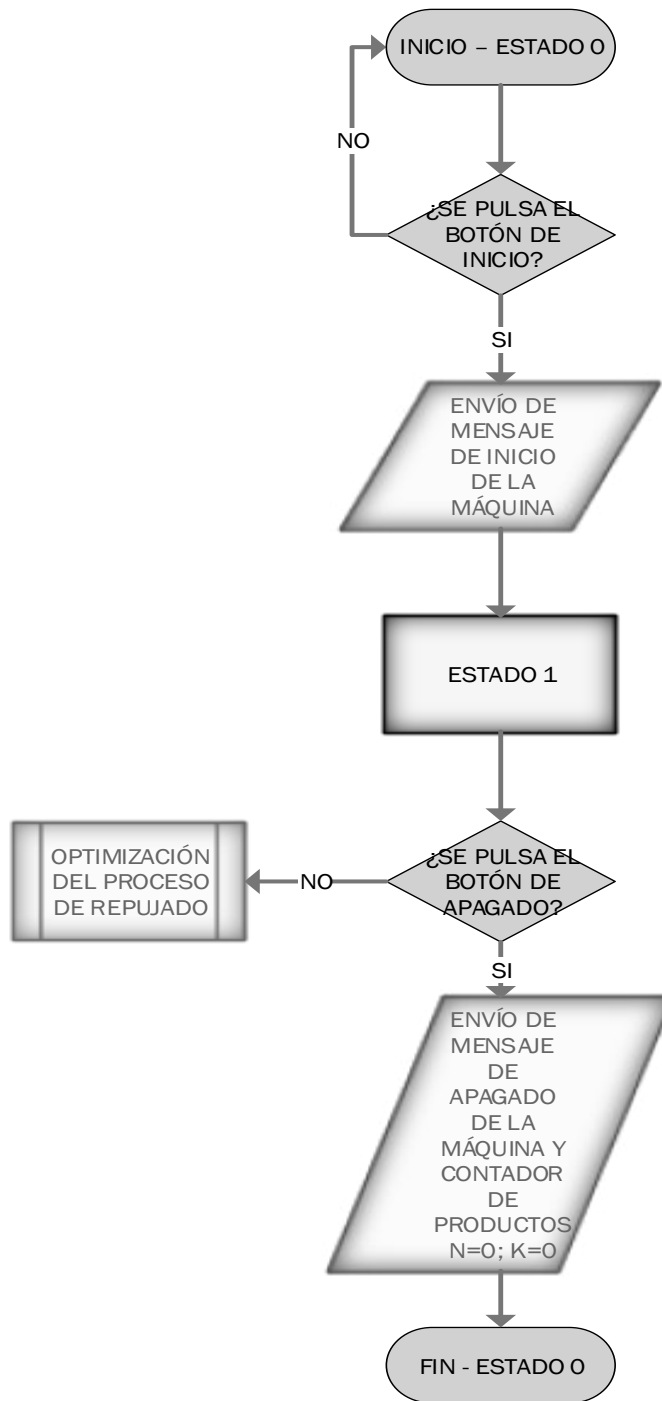 INICIO – ESTADO 0
NO
¿SE PULSA EL
BOTÓN DE
INICIO?
SI
ENVÍO DE
MENSAJE
DE INICIO
DE LA
MÁQUINA
ESTADO 1
OPTIMIZACIÓN
DEL PROCESO
DE REPUJADO
NO
¿SE PULSA EL
BOTÓN DE
APAGADO?
SI
ENVÍO DE
MENSAJE
DE
APAGADO
DE LA
MÁQUINA Y
CONTADOR
DE
PRODUCTOS
N=0; K=0
FIN - ESTADO 0